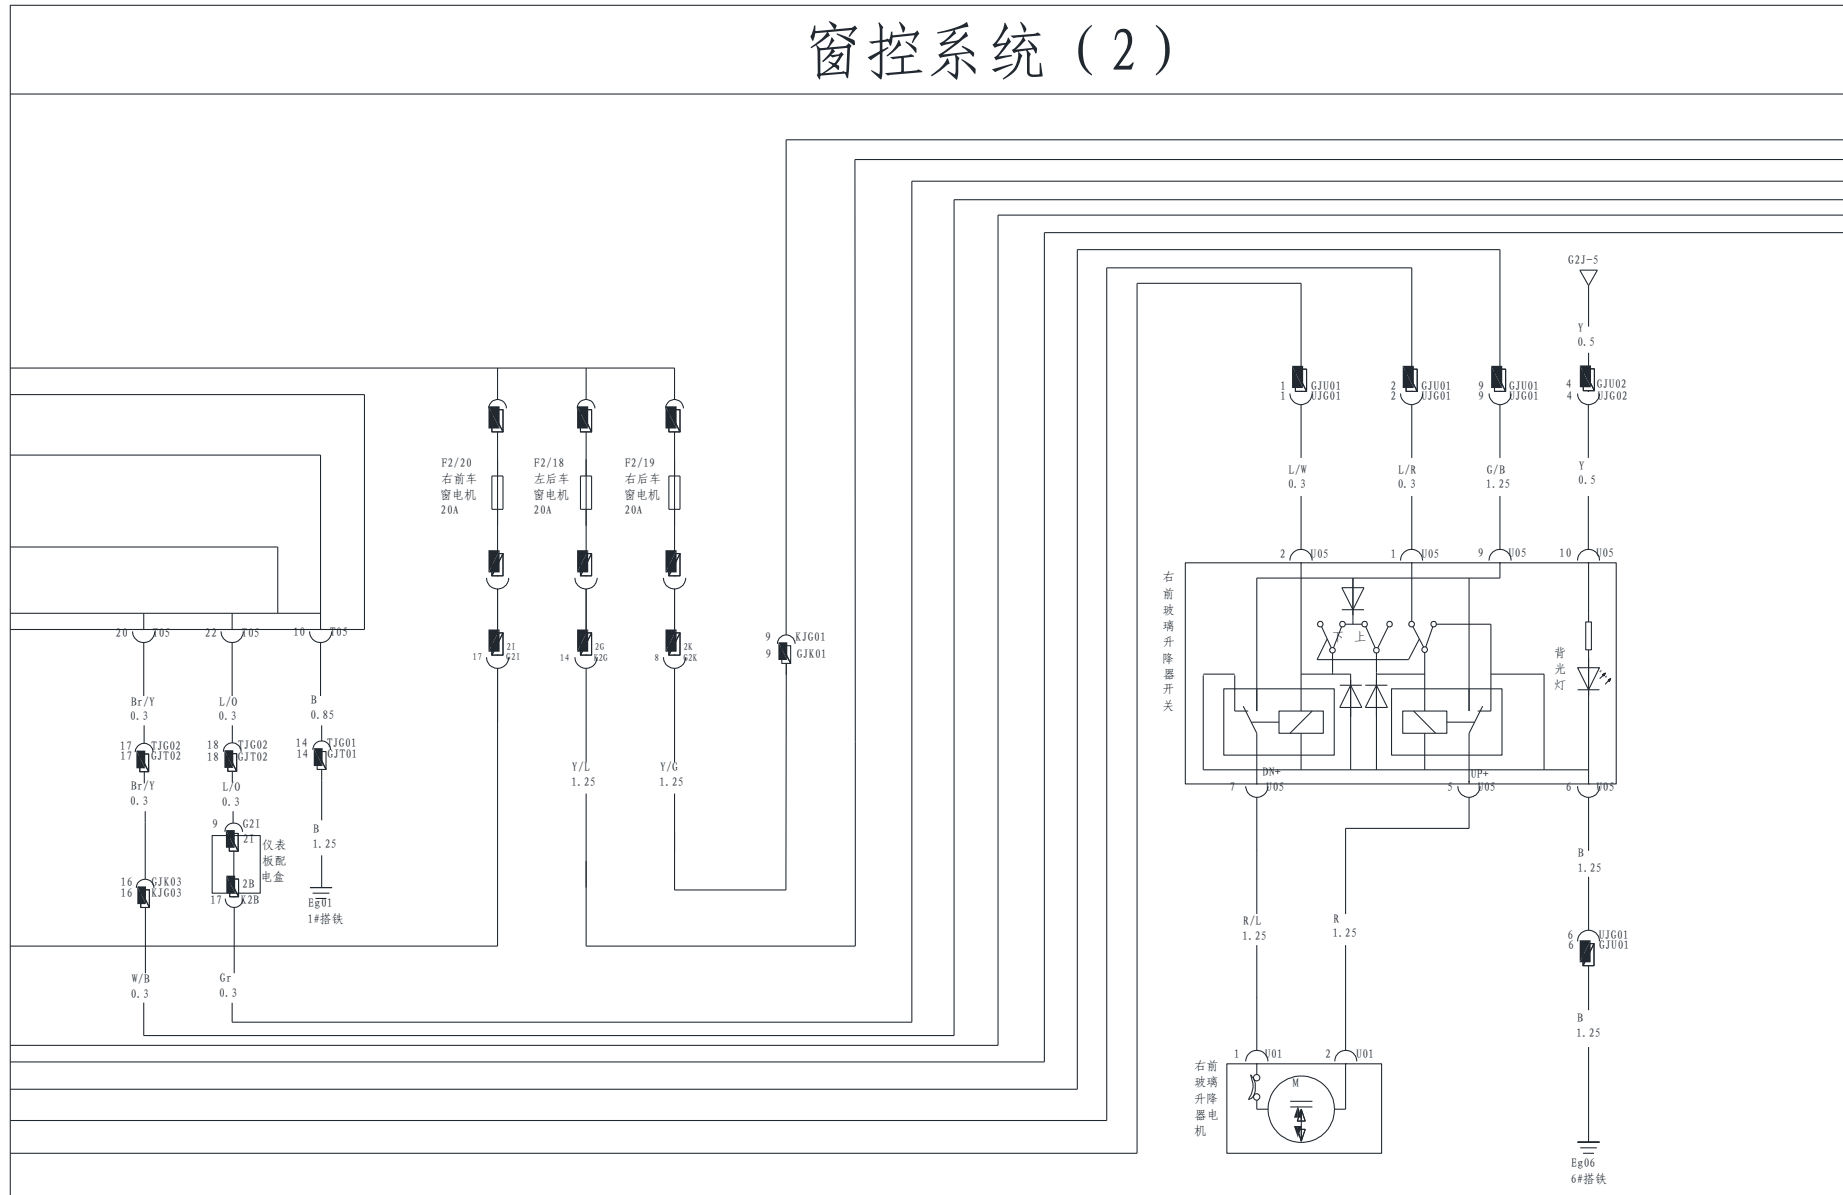 窗控系统（2）
G2J-5
Y
0.5
1 GJU01
1 UJG01
2 GJU01
2 UJG01
9 GJU01
9 UJG01
4 GJU02
4 UJG02
F2/20
右前车
窗电机
20A
F2/18
左后车
窗电机
20A
F2/19
右后车
窗电机
20A
L/W
0.3
L/R
0.3
G/B
1.25
Y
0.5
2 U05
1 U05
9 U05
10 U05
右前玻璃升降器开关
下 上
背光灯
20 T05
22 T05
10 T05
2I
17 G2I
2G
14 K2G
2K
8 G2K
9 KJG01
9 GJK01
Br/Y
0.3
L/O
0.3
B
0.85
17 TJG02
17 GJT02
18 TJG02
18 GJT02
14 TJG01
14 GJT01
Y/L
1.25
Y/G
1.25
DN+
7 U05
UP+
5 U05
6 U05
Br/Y
0.3
L/O
0.3
9 G2I
2I
B
1.25
仪表
板配
电盒
2B
17 K2B
16 GJK03
16 KJG03
Eg01
1#搭铁
B
1.25
R/L
1.25
R
1.25
6 UJG01
6 GJU01
W/B
0.3
Gr
0.3
B
1.25
1 U01
2 U01
右前
玻璃
升降
器电
机
M
Eg06
6#搭铁